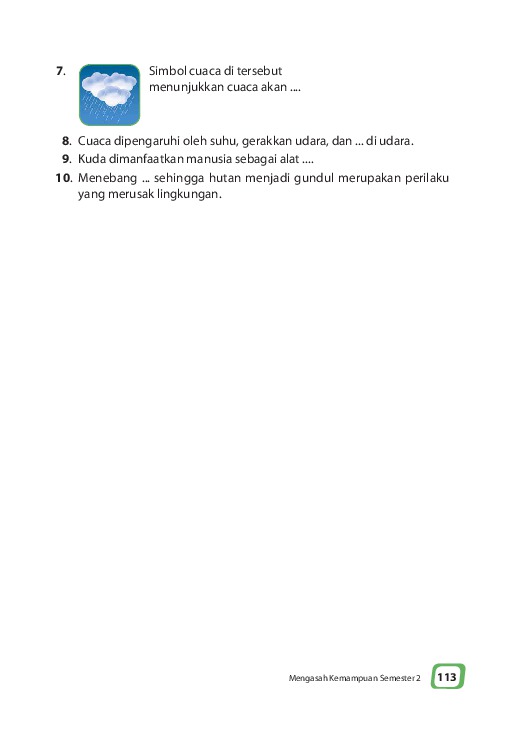 7. Simbol cuaca di tersebut
menunjukkan cuaca akan ....
8. Cuaca dipengaruhi oleh suhu, gerakkan udara, dan ... di udara.
9. Kuda dimanfaatkan manusia sebagai alat ....
10. Menebang ... sehingga hutan menjadi gundul merupakan perilaku
yang merusak lingkungan.
Mengasah Kemampuan Semester 2 113